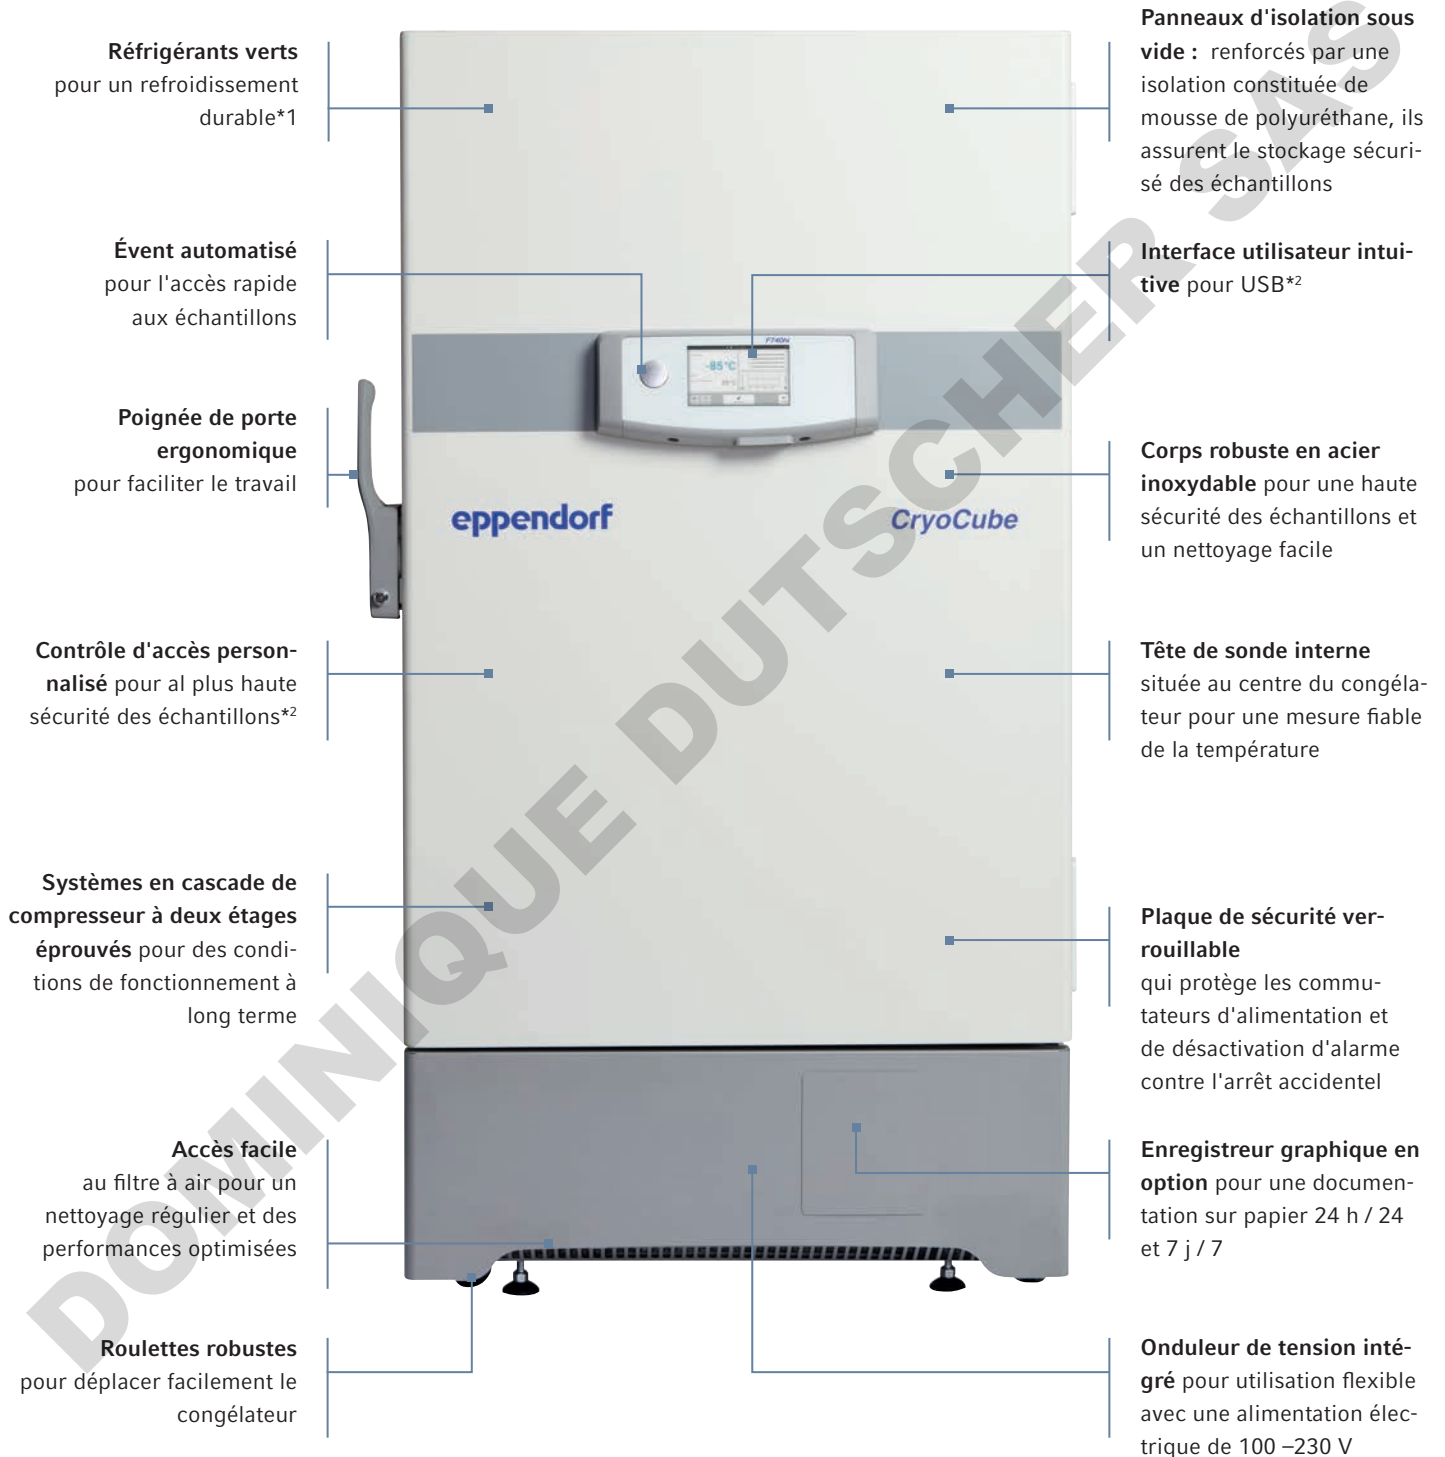 Réfrigérants verts
pour un refroidissement
durable*1
Évent automatisé
pour l'accès rapide
aux échantillons
Poignée de porte
ergonomique
pour faciliter le travail
Contrôle d'accès person-
nalisé pour al plus haute
sécurité des échantillons*2
Systèmes en cascade de
compresseur à deux étages
éprouvés pour des condi-
tions de fonctionnement à
long terme
Accès facile
au filtre à air pour un
nettoyage régulier et des
performances optimisées
Roulettes robustes
pour déplacer facilement le
congélateur
F740hi
-85°C
eppendorf
CryoCube
Panneaux d'isolation sous
vide : renforcés par une
isolation constituée de
mousse de polyuréthane, ils
assurent le stockage sécuri-
sé des échantillons
Interface utilisateur intui-
tive pour USB*2
Corps robuste en acier
inoxydable pour une haute
sécurité des échantillons et
un nettoyage facile
Tête de sonde interne
située au centre du congéla-
teur pour une mesure fiable
de la température
Plaque de sécurité ver-
rouillable
qui protège les commu-
tateurs d'alimentation et
de désactivation d'alarme
contre l'arrêt accidentel
Enregistreur graphique en
option pour une documen-
tation sur papier 24 h / 24
et 7 j / 7
Onduleur de tension inté-
gré pour utilisation flexible
avec une alimentation élec-
trique de 100 –230 V
DOMINIQUE DUTSCHER SAS